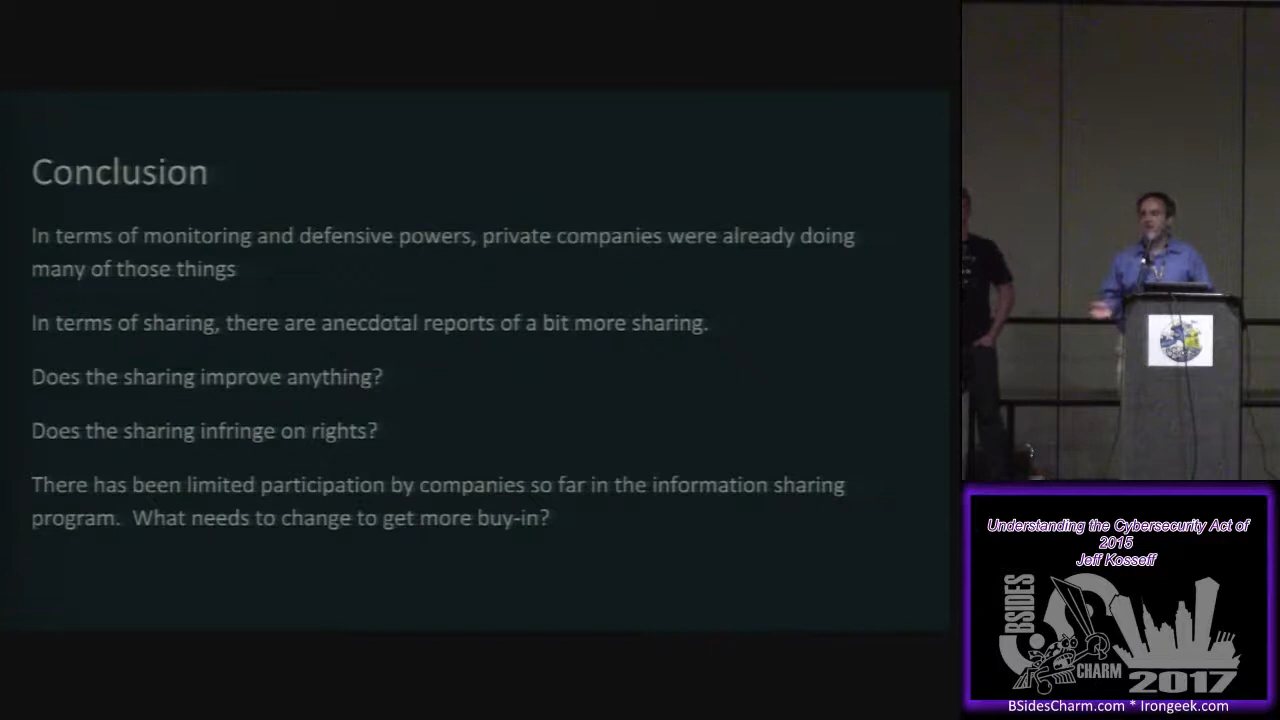 Conclusion
In terms of monitoring and defensive powers, private companies were already doing
many of those things
In terms of sharing, there are anecdotal reports of a bit more sharing.
Does the sharing improve anything?
Does the sharing infringe on rights?
There has been limited participation by companies so far in the information sharing
program. What needs to change to get more buy-in?
Understanding the Cybersecurity Act of
2015
Jeff Kosseff
BSIDES
CHARM
2017
BSidesCharm.com * Irongeek.com